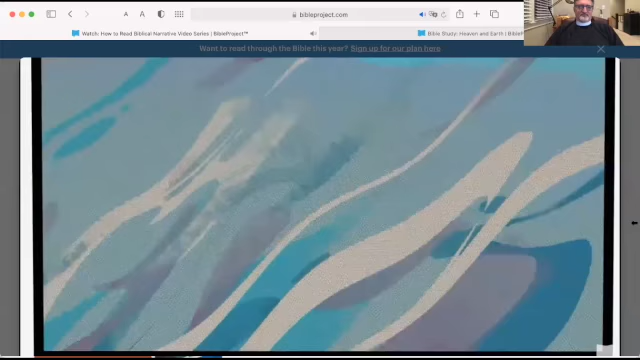 bibleproject.com
Watch: How to Read Biblical Narrative Video Series | BibleProject™
Bible Study: Heaven and Earth | BibleP
Want to read through the Bible this year? Sign up for our plan here